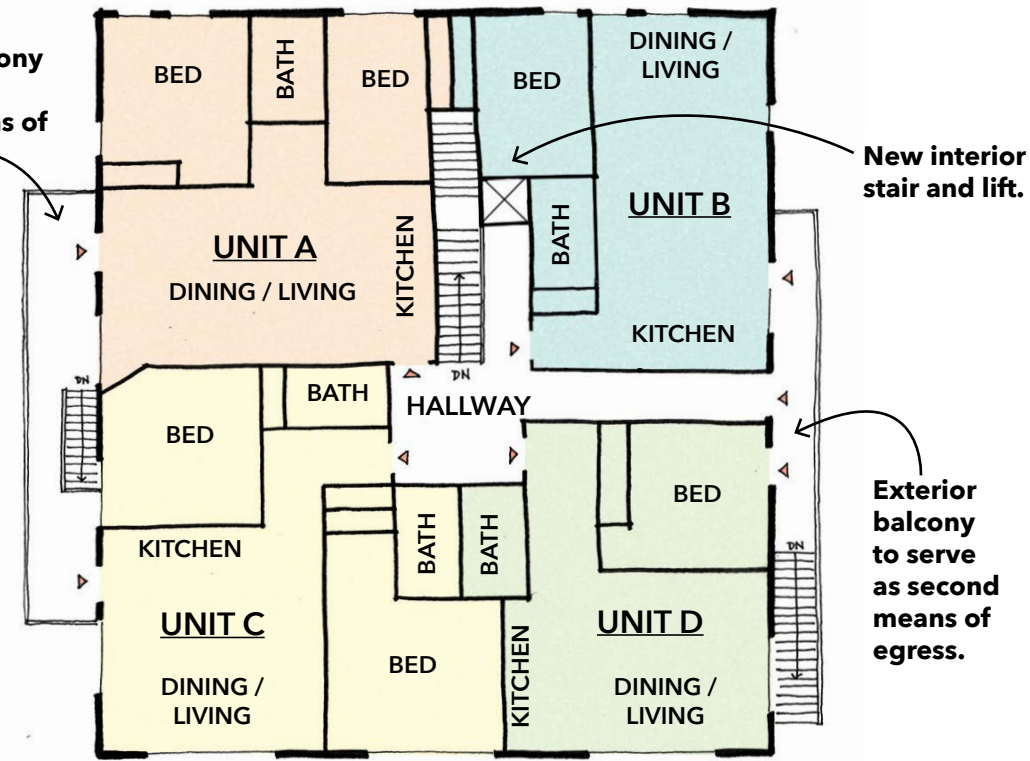 ony
s of
BED
BATH
BED
BED
DINING /
LIVING
New interior
stair and lift.
UNIT A
DINING / LIVING
KITCHEN
BATH
UNIT B
KITCHEN
DN
DN
BATH
HALLWAY
BED
KITCHEN
UNIT C
DINING /
LIVING
BATH
BATH
BED
BED
UNIT D
KITCHEN
DINING /
LIVING
DN
Exterior
balcony
to serve
as second
means of
egress.